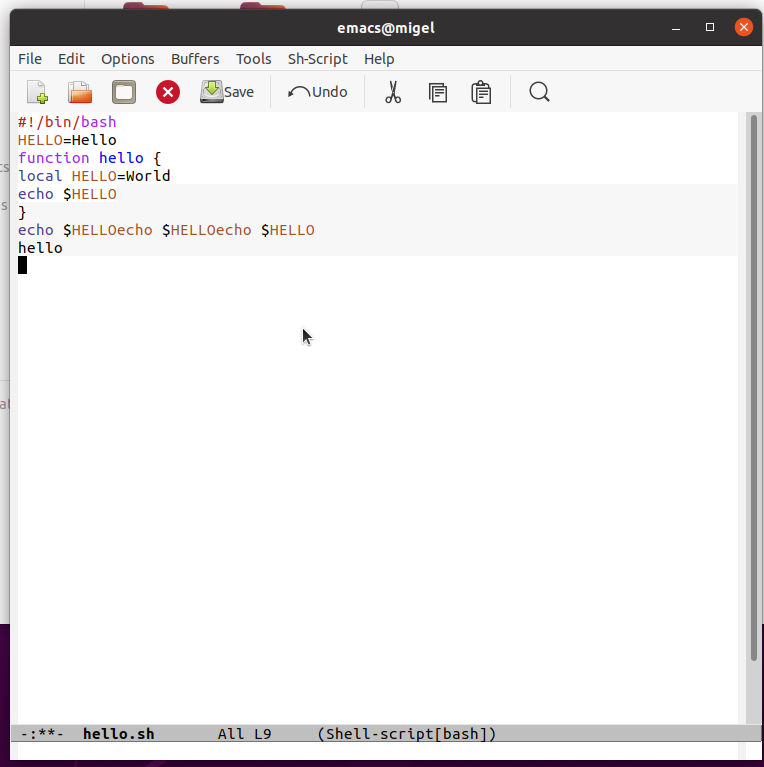 emacs@migel
File Edit Options Buffers Tools Sh-Script Help
Save Undo
#!/bin/bash
HELLO=Hello
function hello {
local HELLO=World
echo $HELLO
}
echo $HELLOecho $HELLOecho $HELLO
hello
-:**- hello.sh All L9 (Shell-script[bash])